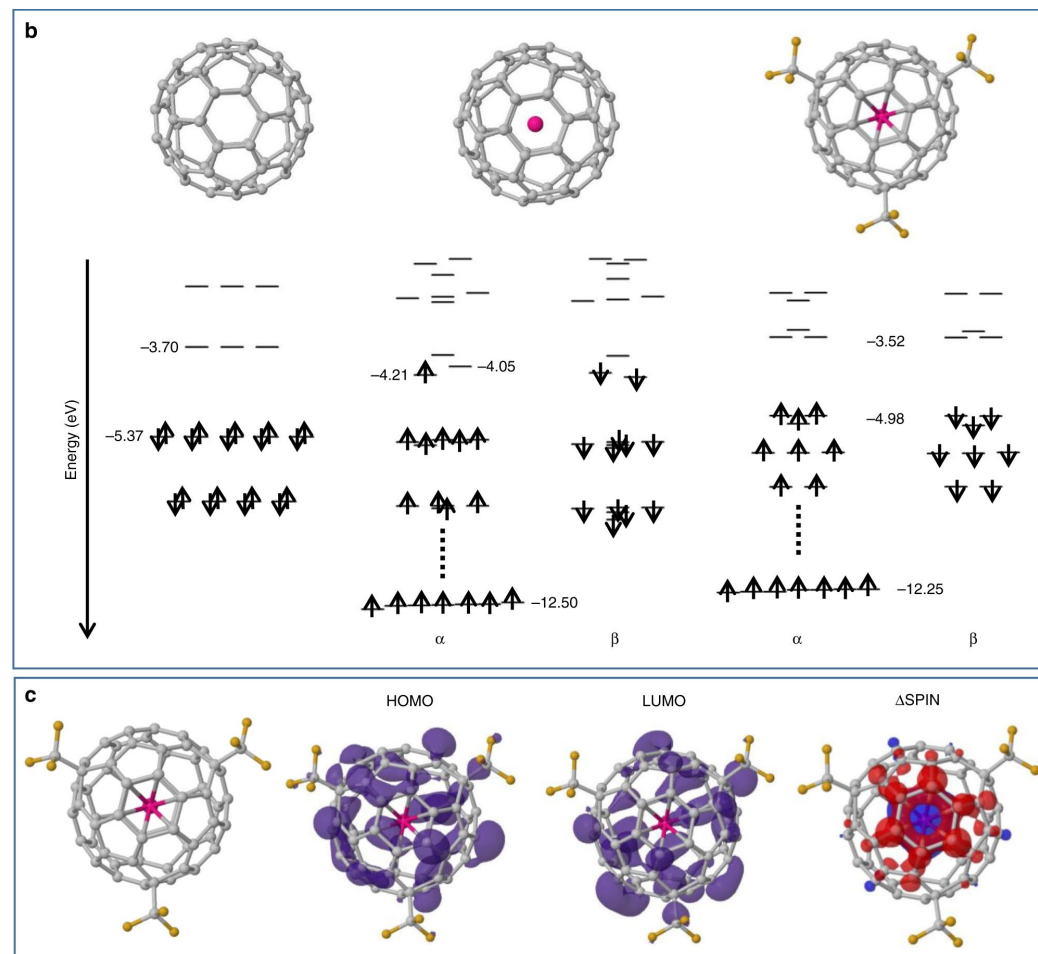 b
−3.70
−5.37
−4.21
−4.05
−12.50
−3.52
−4.98
−12.25
Energy (eV)
α
β
α
β
c
HOMO
LUMO
ΔSPIN